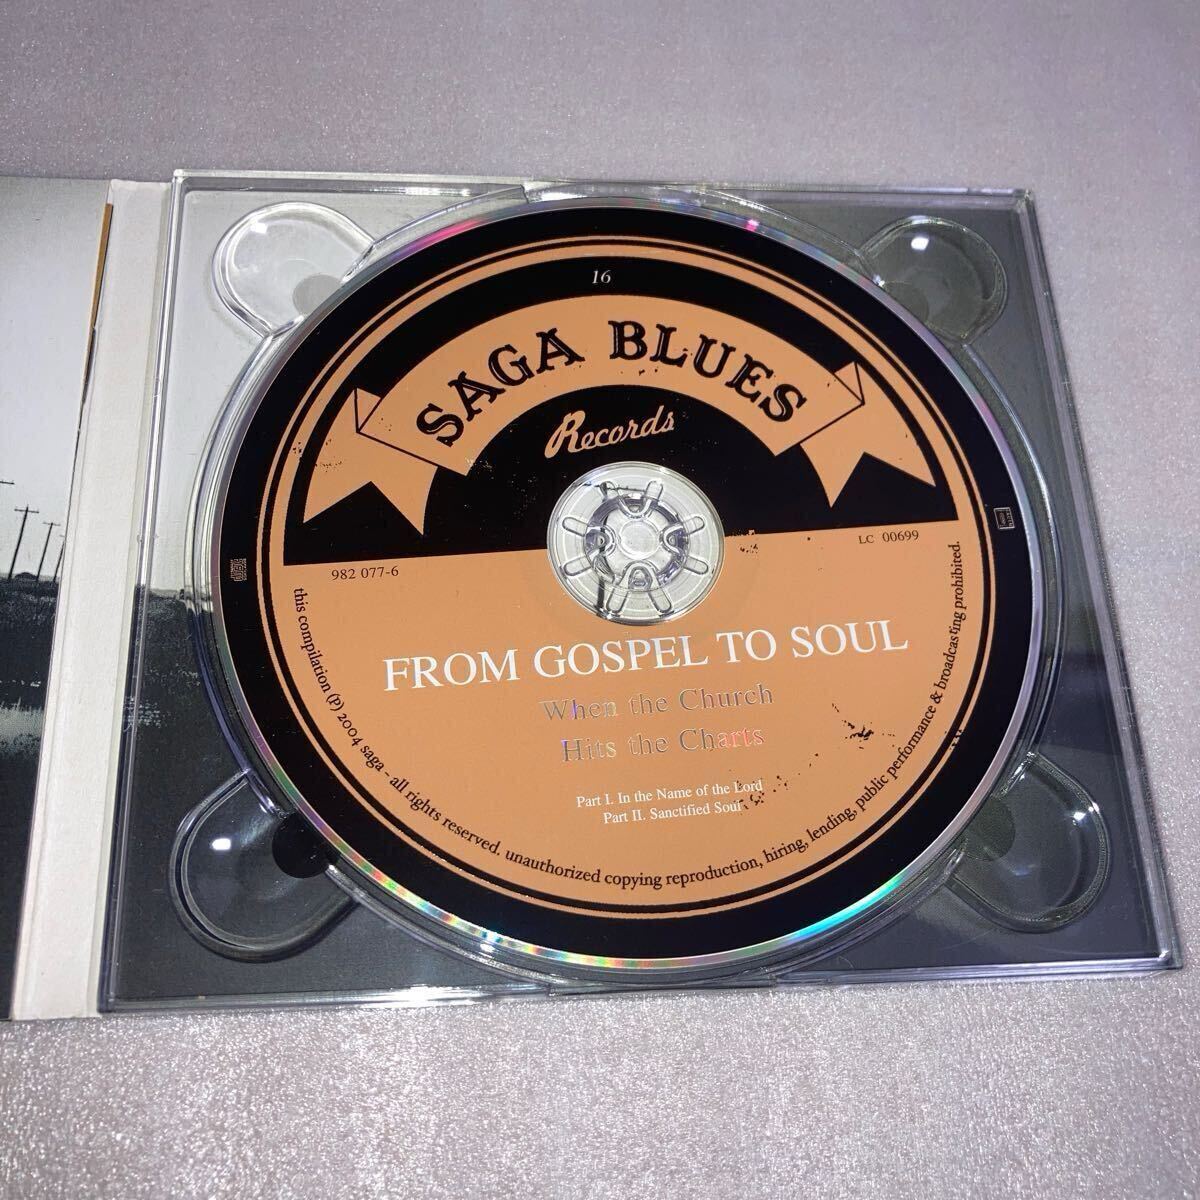 16
SAGA BLUES
Records
982 077-6
LC 00699
FROM GOSPEL TO SOUL
When the Church
Hits the Charts
Part I. In the Name of the Lord
Part II. Sanctified Soul
this compilation (p) 2004 saga - all rights reserved. unauthorized copying reproduction, hiring, lending, public performance & broadcasting prohibited.